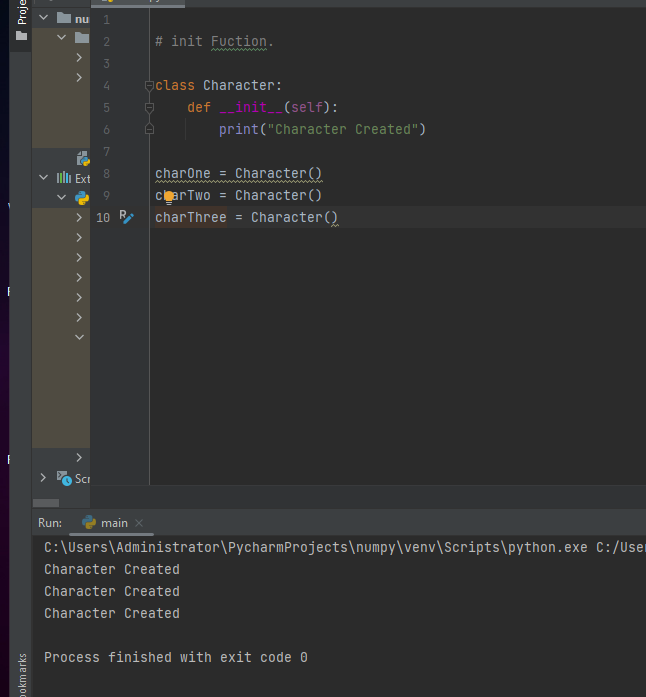 Proje
nu
Ext
Scr
okmarks
1
2 # init Fuction.
3
4 class Character:
5 def __init__(self):
6 print("Character Created")
7
8 charOne = Character()
9 charTwo = Character()
10 charThree = Character()
Run: main
C:\Users\Administrator\PycharmProjects\numpy\venv\Scripts\python.exe C:/User
Character Created
Character Created
Character Created
Process finished with exit code 0